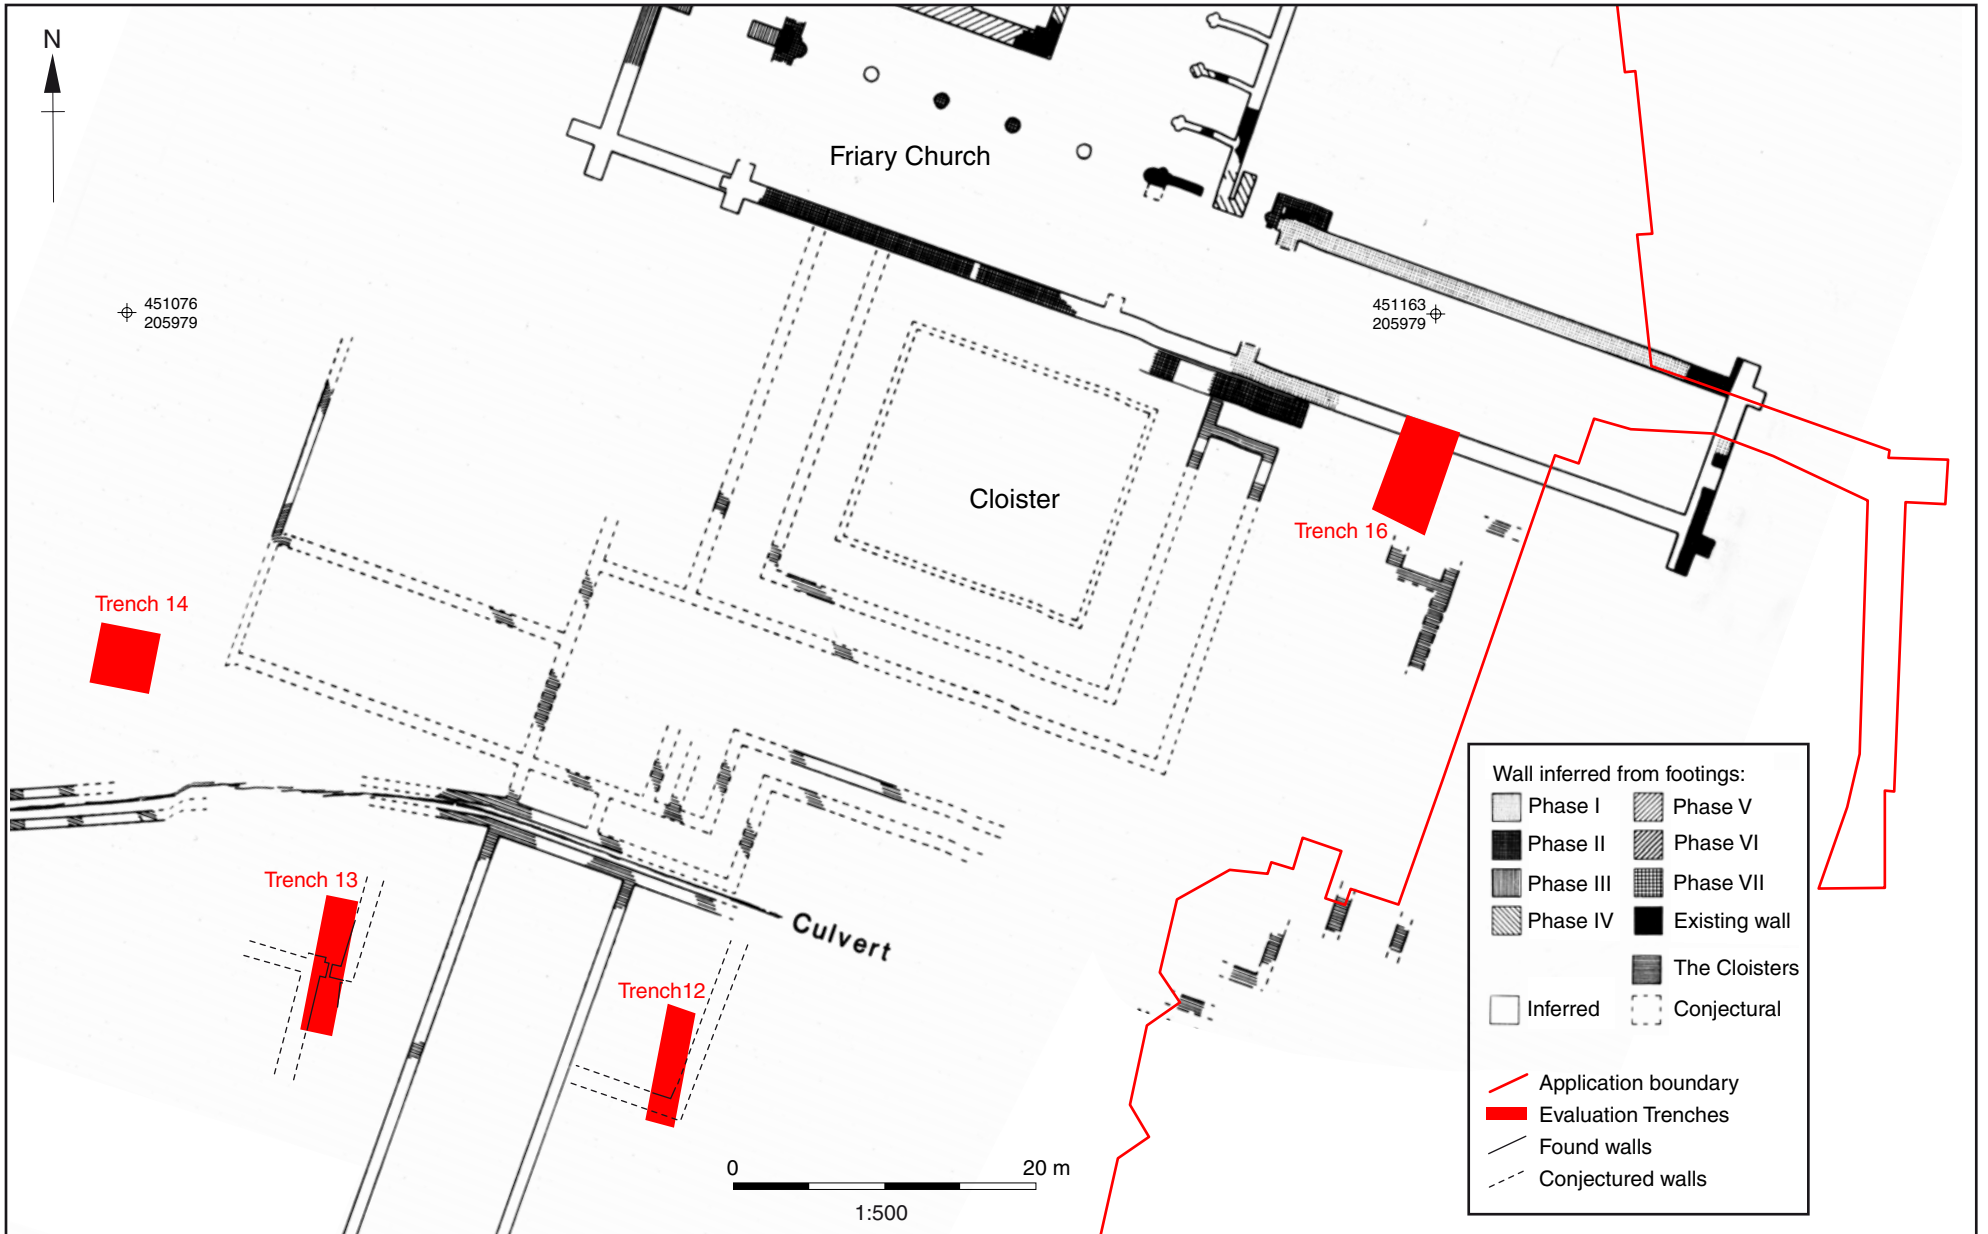 N
Friary Church
451076
205979
451163
205979
Cloister
Trench 16
Trench 14
Trench 13
Culvert
Trench12
0
20 m
1:500
Wall inferred from footings:
Phase I
Phase V
Phase II
Phase VI
Phase III
Phase VII
Phase IV
Existing wall
The Cloisters
Inferred
Conjectural
Application boundary
Evaluation Trenches
Found walls
Conjectured walls